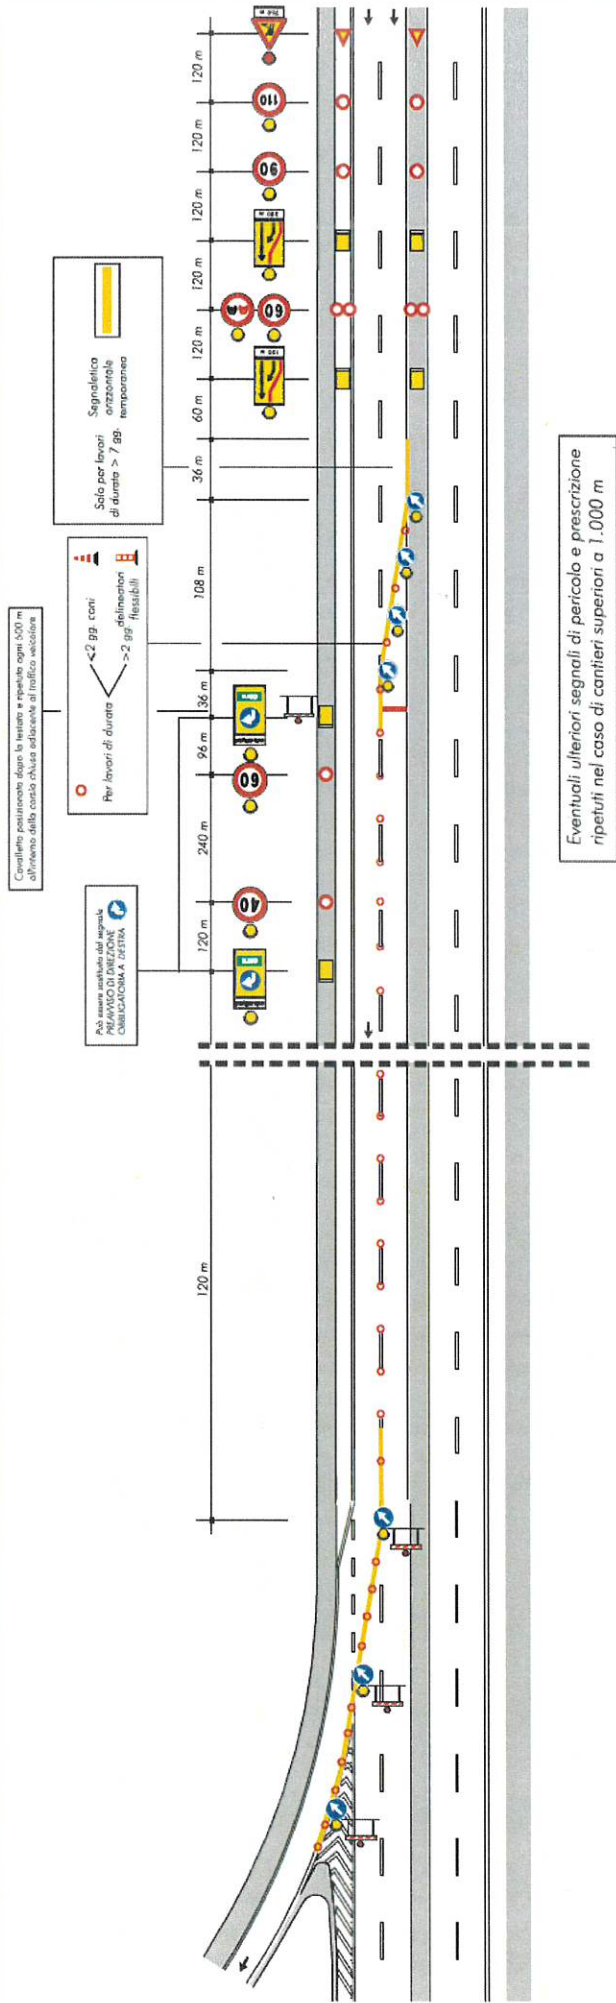 Cavalletto posizionato dopo la testata e ripetuto ogni 500 m
all'interno della corsia chiusa adiacente al traffico veicolare
Può essere sostituito dal segnale
PREAVVISO DI DIREZIONE
OBBLIGATORIA A DESTRA
Per lavori di durata
<2 gg. coni
>2 gg. delineatori
flessibili
Solo per lavori
di durata > 7 gg.
Segnaletica
orizzontale
temporanea
120 m
120 m
240 m
96 m
36 m
108 m
36 m
60 m
120 m
120 m
120 m
120 m
120 m
40
60
60
90
110
Eventuali ulteriori segnali di pericolo e prescrizione
ripetuti nel caso di cantieri superiori a 1.000 m